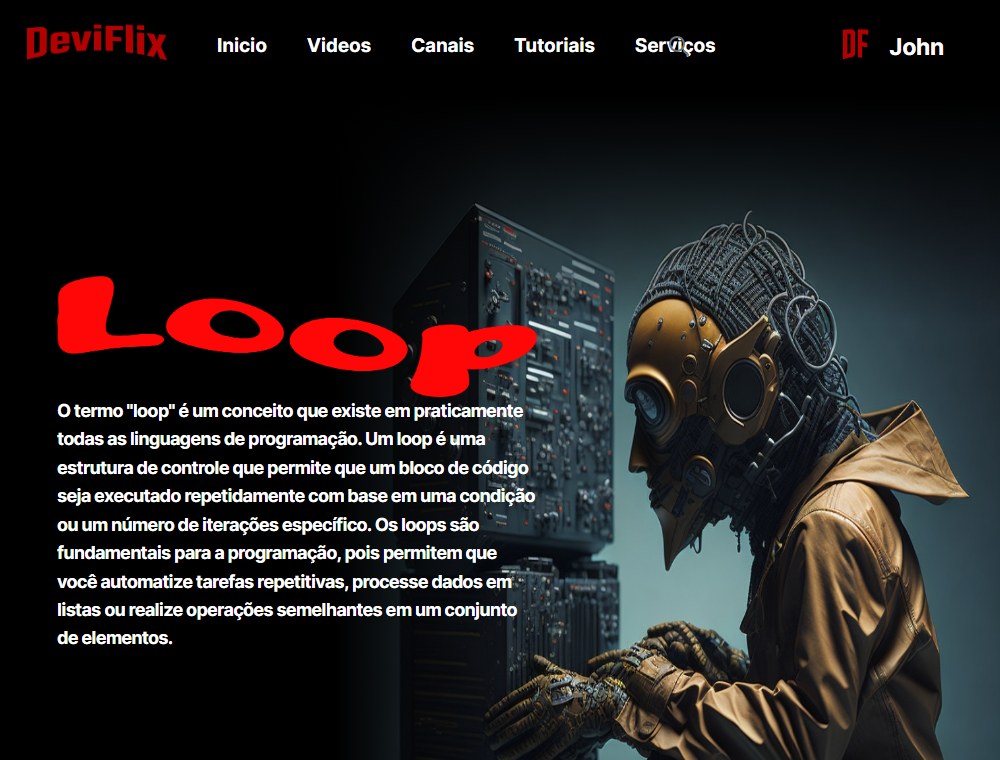 DeviFlix
Inicio Videos Canais Tutoriais Serviços
DF John
Loop
O termo "loop" é um conceito que existe em praticamente
todas as linguagens de programação. Um loop é uma
estrutura de controle que permite que um bloco de código
seja executado repetidamente com base em uma condição
ou um número de iterações específico. Os loops são
fundamentais para a programação, pois permitem que
você automatize tarefas repetitivas, processe dados em
listas ou realize operações semelhantes em um conjunto
de elementos.